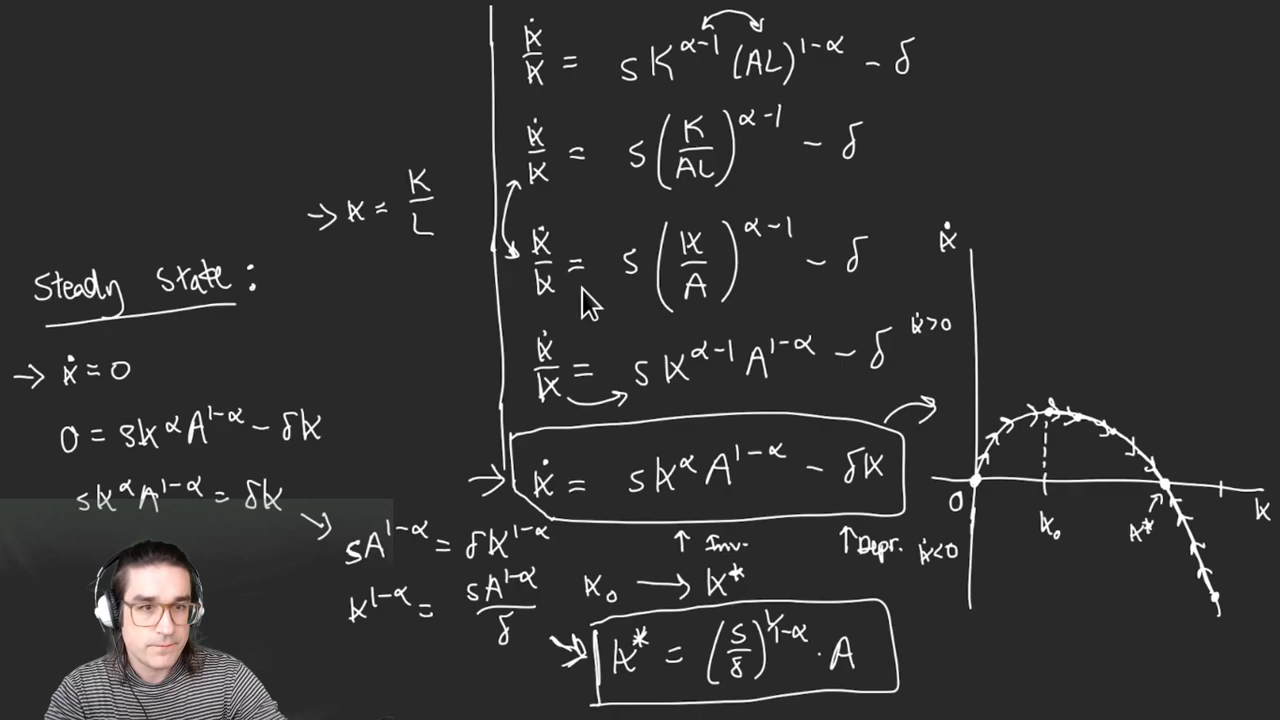 → k = K/L
Steady State:
→ k̇ = 0
0 = sk^α A^(1-α) - δk
sk^α A^(1-α) = δk
sA^(1-α) = δk^(1-α)
k^(1-α) = sA^(1-α)/δ
K̇/K = sK^(α-1) (AL)^(1-α) - δ
K̇/K = s(K/AL)^(α-1) - δ
k̇/k = s(k/A)^(α-1) - δ
k̇/k = sk^(α-1) A^(1-α) - δ
→ k̇ = sk^α A^(1-α) - δk
↑ Inv.
↑ Depr.
k₀ → k*
k* = (s/δ)^(1/1-α) · A
k̇
k̇>0
0
k₀
k*
k
k̇<0